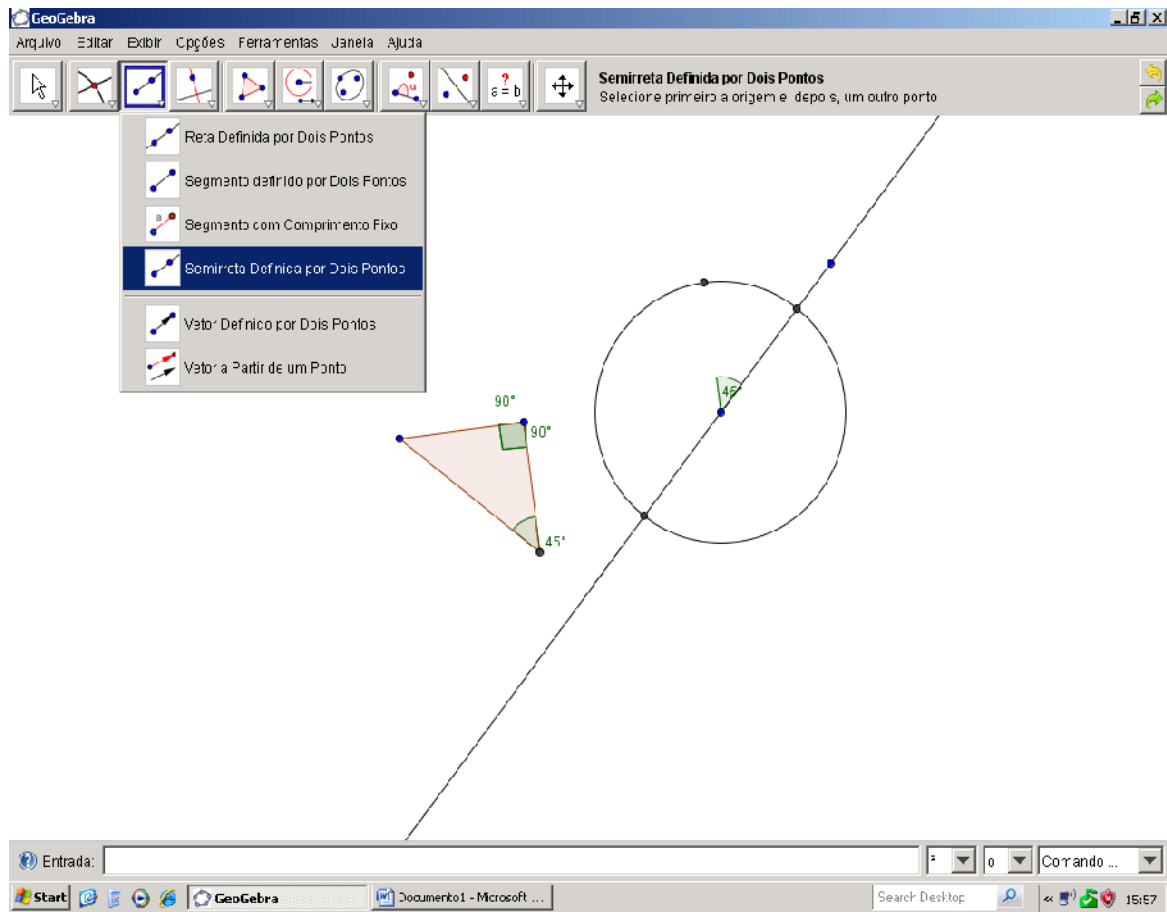 GeoGebra
Arquivo Editar Exibir Opções Ferramentas Janela Ajuda
a = b
Semirreta Definida por Dois Pontos
Selecione primeiro a origem e, depois, um outro ponto
Reta Definida por Dois Pontos
Segmento definido por Dois Pontos
a
Segmento com Comprimento Fixo
Semirreta Definida por Dois Pontos
Vetor Definido por Dois Pontos
Vetor a Partir de um Ponto
45°
90°
90°
45°
Entrada:
Comando ...
Start GeoGebra Documento1 - Microsoft ... Search Desktop 15:57